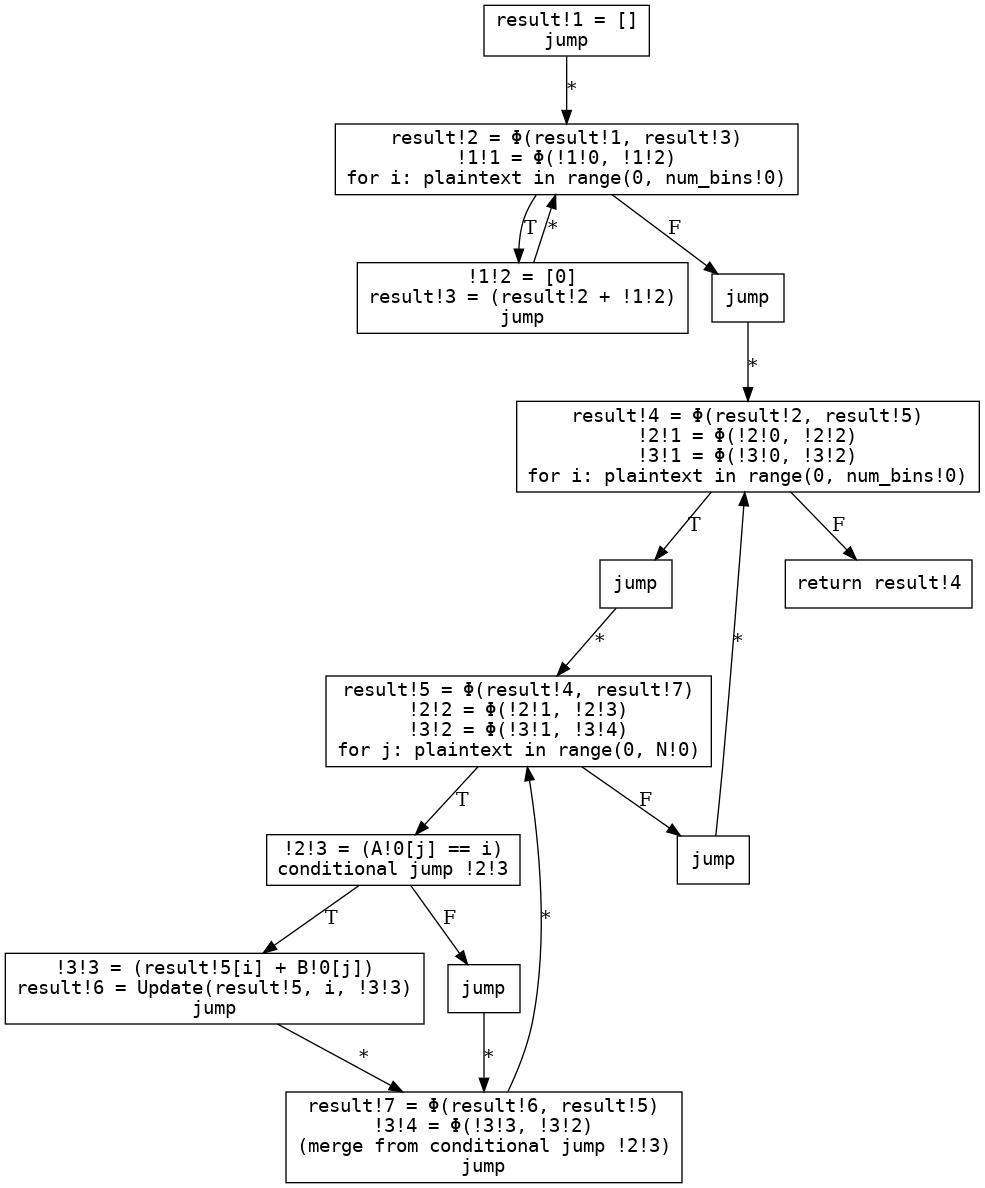 result!1 = []
jump
*
result!2 = Φ(result!1, result!3)
!1!1 = Φ(!1!0, !1!2)
for i: plaintext in range(0, num_bins!0)
T
*
F
!1!2 = [0]
result!3 = (result!2 + !1!2)
jump
jump
*
result!4 = Φ(result!2, result!5)
!2!1 = Φ(!2!0, !2!2)
!3!1 = Φ(!3!0, !3!2)
for i: plaintext in range(0, num_bins!0)
T
F
jump
return result!4
*
*
result!5 = Φ(result!4, result!7)
!2!2 = Φ(!2!1, !2!3)
!3!2 = Φ(!3!1, !3!4)
for j: plaintext in range(0, N!0)
T
F
!2!3 = (A!0[j] == i)
conditional jump !2!3
jump
T
F
*
!3!3 = (result!5[i] + B!0[j])
result!6 = Update(result!5, i, !3!3)
jump
jump
*
*
result!7 = Φ(result!6, result!5)
!3!4 = Φ(!3!3, !3!2)
(merge from conditional jump !2!3)
jump